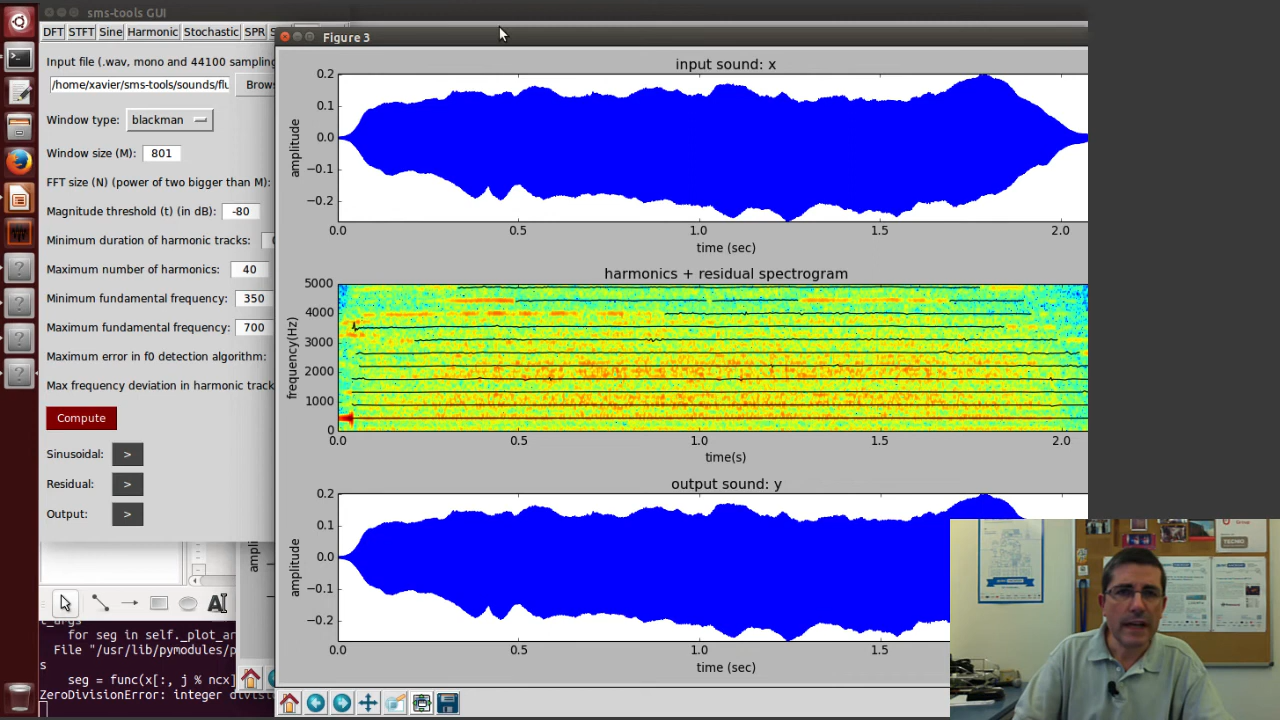 sms-tools GUI
DFT STFT Sine Harmonic Stochastic SPR
Figure 3
Input file (.wav, mono and 44100 sampling
/home/xavier/sms-tools/sounds/flu
Window type: blackman
Window size (M): 801
FFT size (N) (power of two bigger than M):
Magnitude threshold (t) (in dB): -80
Minimum duration of harmonic tracks:
Maximum number of harmonics: 40
Minimum fundamental frequency: 350
Maximum fundamental frequency: 700
Maximum error in f0 detection algorithm:
Max frequency deviation in harmonic track
Compute
Sinusoidal: >
Residual: >
Output: >
input sound: x
amplitude
0.2
0.1
0.0
−0.1
−0.2
0.0 0.5 1.0 1.5 2.0
time (sec)
harmonics + residual spectrogram
frequency(Hz)
5000
4000
3000
2000
1000
0
0.0 0.5 1.0 1.5 2.0
time(s)
output sound: y
amplitude
0.2
0.1
0.0
−0.1
−0.2
0.0 0.5 1.0 1.5
time (sec)
A
for seg in self._plot_ar
File "/usr/lib/pymodules/p
s
seg = func(x[:, j % ncx]
ZeroDivisionError: integer divis